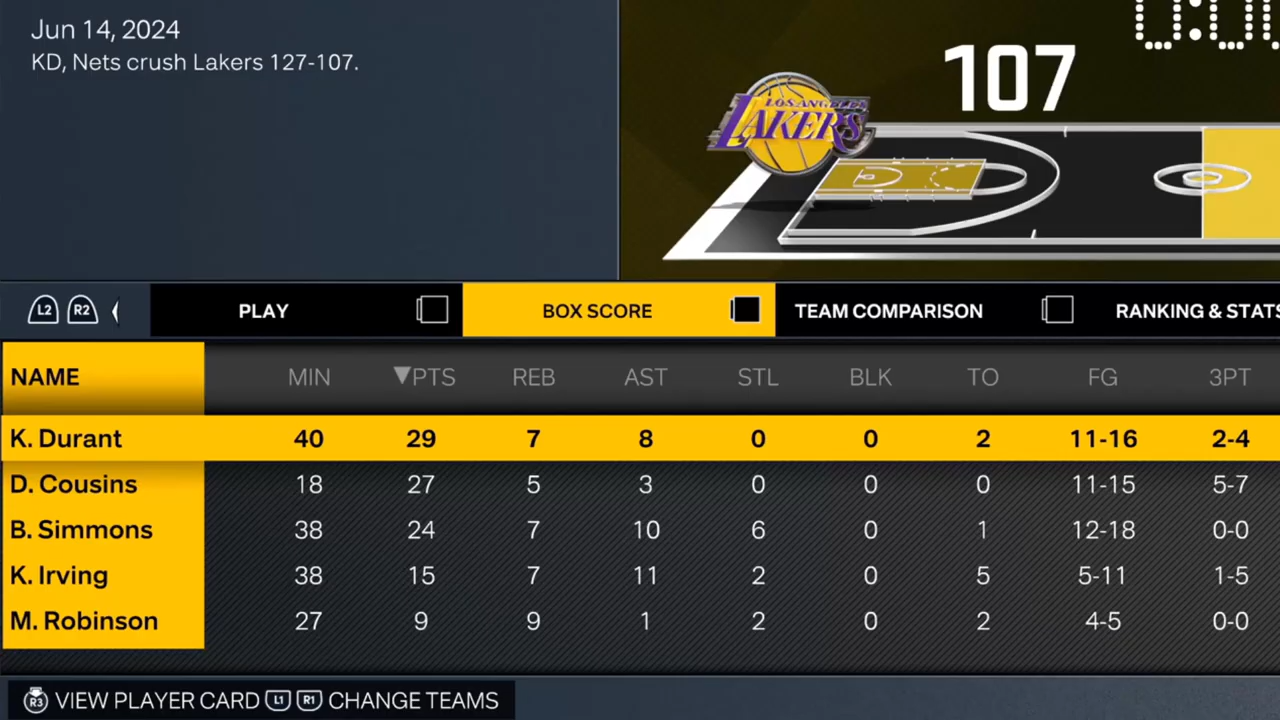 Jun 14, 2024
KD, Nets crush Lakers 127-107.
107
LOS ANGELES
LAKERS
L2 R2 PLAY BOX SCORE TEAM COMPARISON RANKING & STATS
NAME MIN ▼PTS REB AST STL BLK TO FG 3PT
K. Durant 40 29 7 8 0 0 2 11-16 2-4
D. Cousins 18 27 5 3 0 0 0 11-15 5-7
B. Simmons 38 24 7 10 6 0 1 12-18 0-0
K. Irving 38 15 7 11 2 0 5 5-11 1-5
M. Robinson 27 9 9 1 2 0 2 4-5 0-0
R3 VIEW PLAYER CARD L1 R1 CHANGE TEAMS